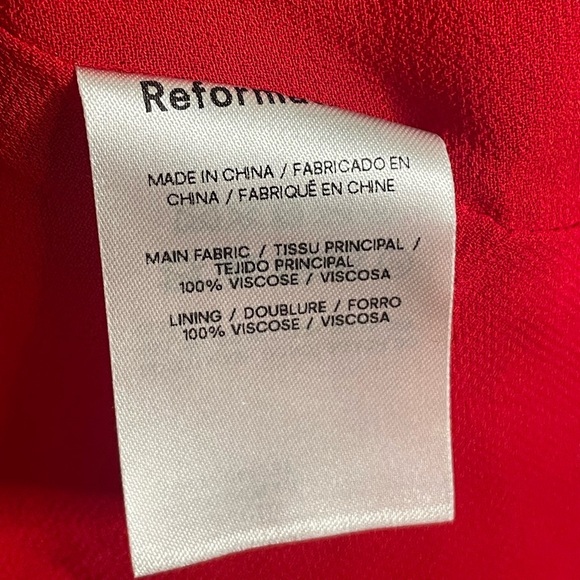 Reforma
MADE IN CHINA / FABRICADO EN
CHINA / FABRIQUÉ EN CHINE
MAIN FABRIC / TISSU PRINCIPAL /
TEJIDO PRINCIPAL
100% VISCOSE / VISCOSA
LINING / DOUBLURE / FORRO
100% VISCOSE / VISCOSA